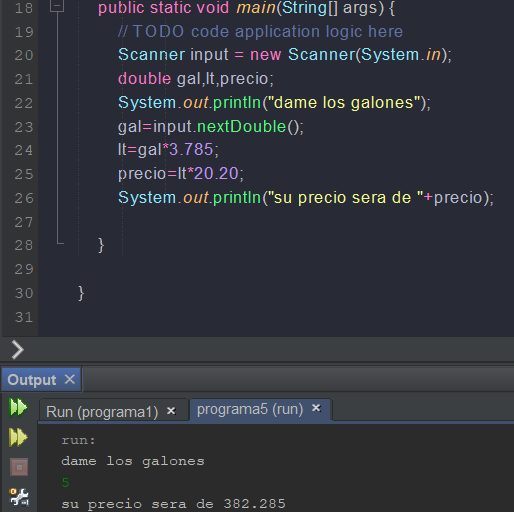 18 public static void main(String[] args) {
19 // TODO code application logic here
20 Scanner input = new Scanner(System.in);
21 double gal,lt,precio;
22 System.out.println("dame los galones");
23 gal=input.nextDouble();
24 lt=gal*3.785;
25 precio=lt*20.20;
26 System.out.println("su precio sera de "+precio);
27
28 }
29
30 }
31
Output ×
Run (programa1) × programa5 (run) ×
run:
dame los galones
5
su precio sera de 382.285